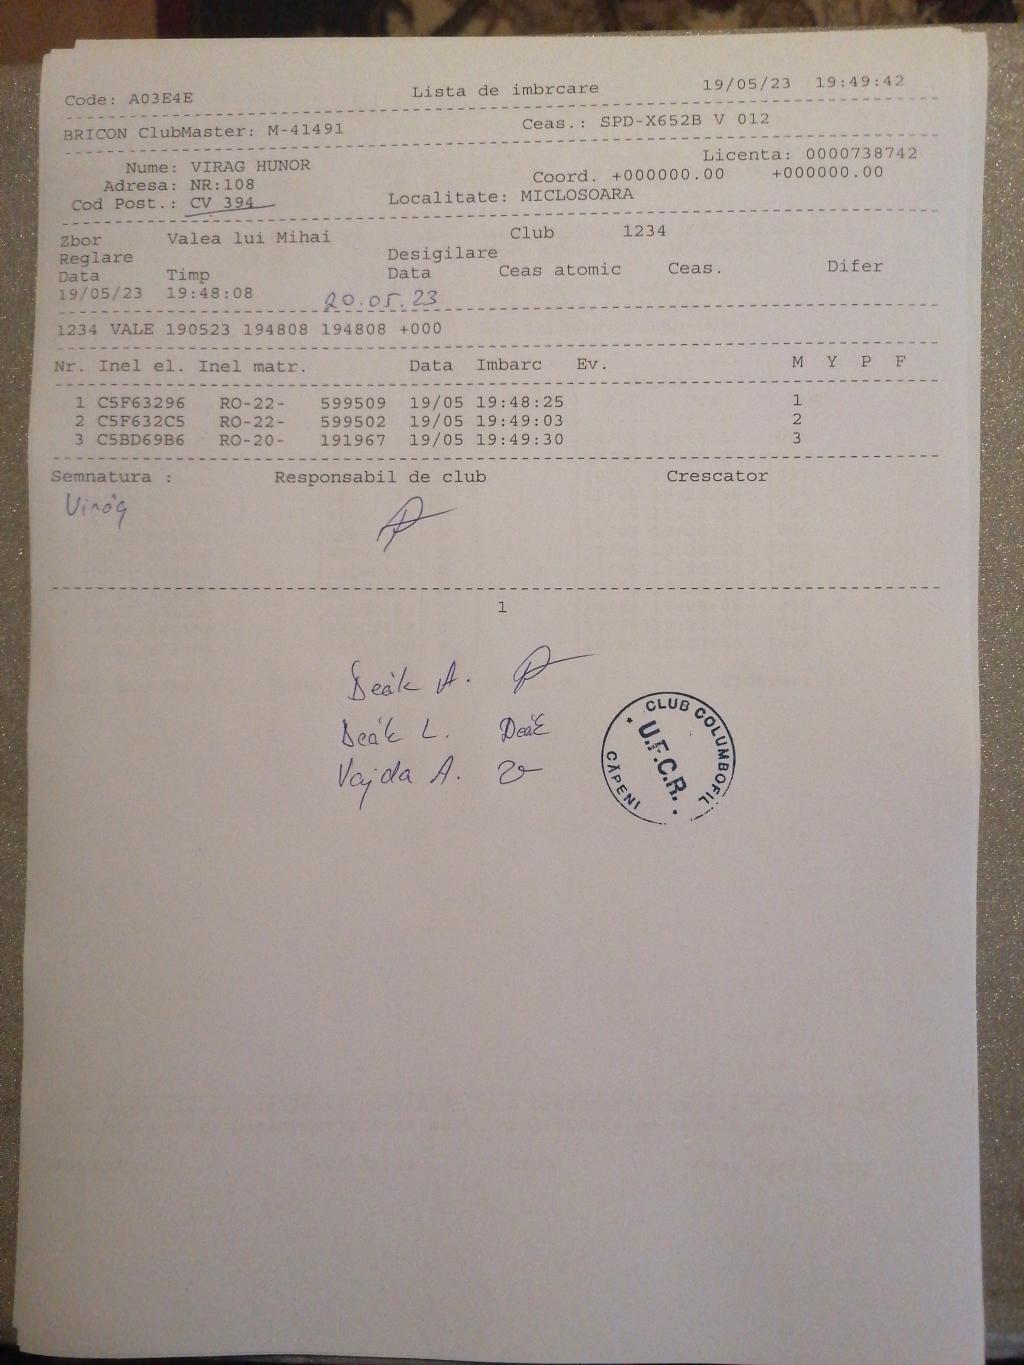 Code: A03E4E Lista de imbrcare 19/05/23 19:49:42
BRICON ClubMaster: M-41491 Ceas.: SPD-X652B V 012
Licenta: 0000738742
Nume: VIRAG HUNOR
Coord. +000000.00 +000000.00
Adresa: NR:108
Cod Post.: CV 394 Localitate: MICLOSOARA
Zbor Valea lui Mihai Club 1234
Reglare Desigilare
Data Timp Data Ceas atomic Ceas. Difer
19/05/23 19:48:08 20.05.23
1234 VALE 190523 194808 194808 +000
Nr. Inel el. Inel matr. Data Imbarc Ev. M Y P F
1 C5F63296 RO-22- 599509 19/05 19:48:25 1
2 C5F632C5 RO-22- 599502 19/05 19:49:03 2
3 C5BD69B6 RO-20- 191967 19/05 19:49:30 3
Semnatura : Responsabil de club Crescator
Virág
1
Deák A.
Deák L. Deák
Vajda A.
CLUB COLUMBOFIL
U.F.C.R.
CĂPENI